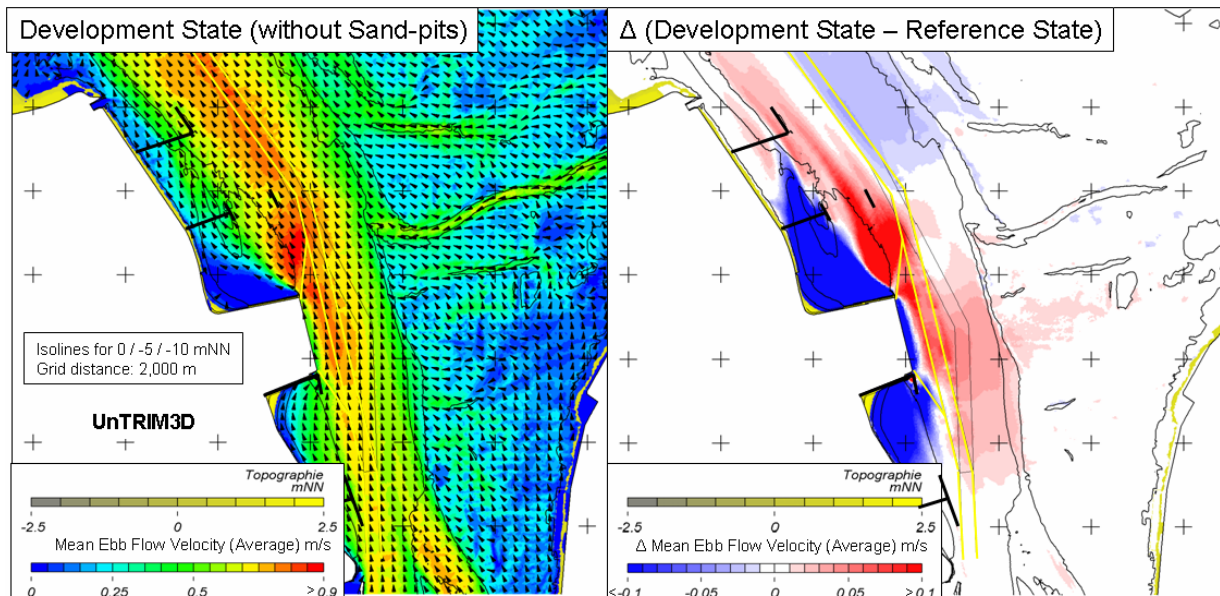 Development State (without Sand-pits)
Δ (Development State – Reference State)
Isolines for 0 / -5 / -10 mNN
Grid distance: 2,000 m
UnTRIM3D
Topographie
mNN
-2.5 0 2.5
Mean Ebb Flow Velocity (Average) m/s
0 0.25 0.5 >0.9
Topographie
mNN
-2.5 0 2.5
Δ Mean Ebb Flow Velocity (Average) m/s
<-0.1 -0.05 0 0.05 >0.1